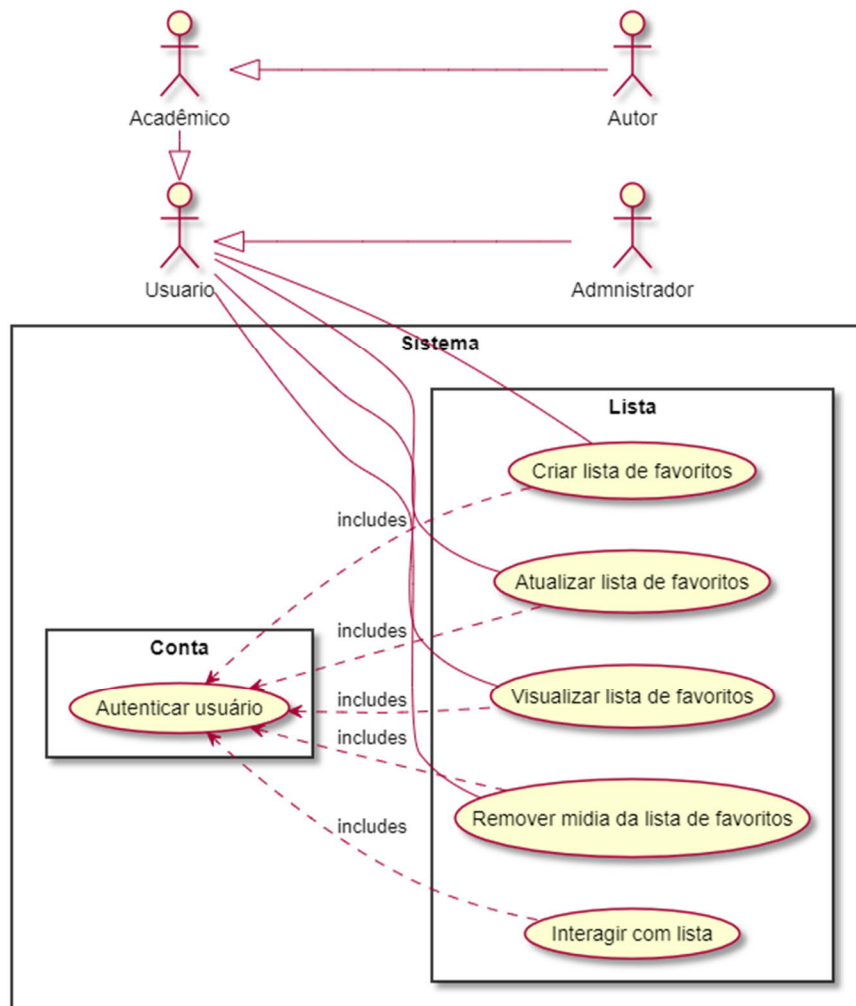 Acadêmico
Autor
Usuario
Admnistrador
Sistema
Lista
Criar lista de favoritos
includes
Atualizar lista de favoritos
includes
Conta
Autenticar usuário
includes
Visualizar lista de favoritos
includes
Remover midia da lista de favoritos
includes
Interagir com lista